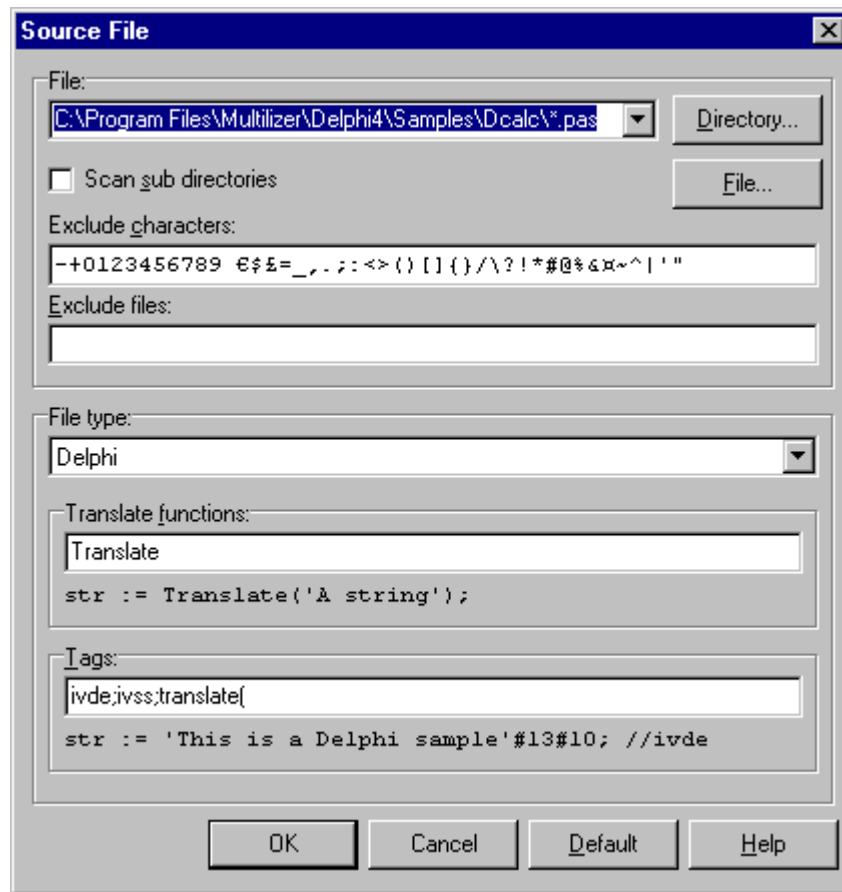 Source File
File:
C:\Program Files\Multilizer\Delphi4\Samples\Dcalc\*.pas
Directory...
Scan sub directories
File...
Exclude characters:
-+0123456789 €$£=_,.;:<>()[]{}/\?!*#@%&¤~^|'"
Exclude files:
File type:
Delphi
Translate functions:
Translate
str := Translate('A string');
Tags:
ivde;ivss;translate(
str := 'This is a Delphi sample'#13#10; //ivde
OK Cancel Default Help